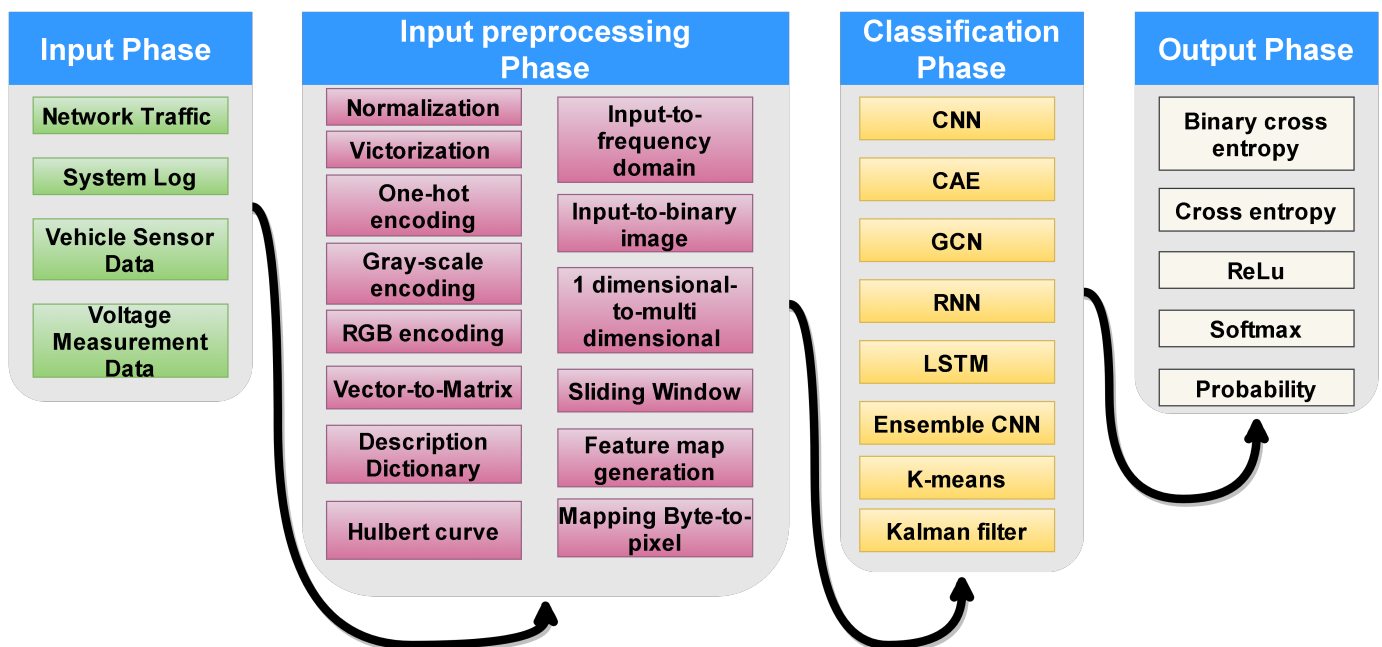 Input Phase
Network Traffic
System Log
Vehicle Sensor
Data
Voltage
Measurement
Data
Input preprocessing
Phase
Normalization
Victorization
One-hot
encoding
Gray-scale
encoding
RGB encoding
Vector-to-Matrix
Description
Dictionary
Hulbert curve
Input-to-
frequency
domain
Input-to-binary
image
1 dimensional-
to-multi
dimensional
Sliding Window
Feature map
generation
Mapping Byte-to-
pixel
Classification
Phase
CNN
CAE
GCN
RNN
LSTM
Ensemble CNN
K-means
Kalman filter
Output Phase
Binary cross
entropy
Cross entropy
ReLu
Softmax
Probability